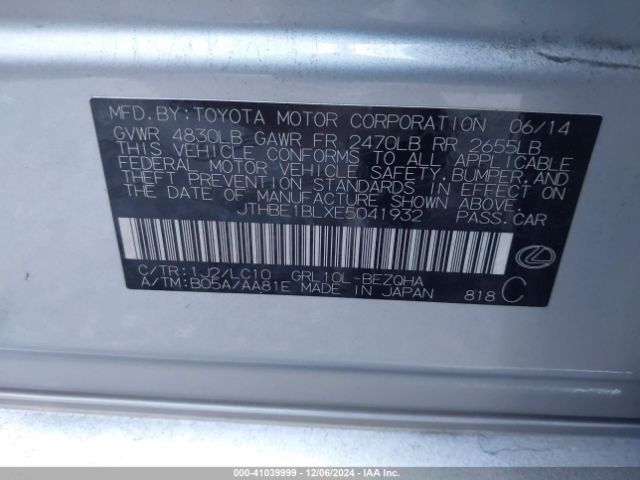 MFD.BY:TOYOTA MOTOR CORPORATION 06/14
GVWR 4830LB GAWR FR 2470LB RR 2655LB
THIS VEHICLE CONFORMS TO ALL APPLICABLE
FEDERAL MOTOR VEHICLE SAFETY,BUMPER,AND
THEFT PREVENTION STANDARDS IN EFFECT ON
THE DATE OF MANUFACTURE SHOWN ABOVE.
JTHBE1BLXE5041932 PASS.CAR
C/TR:1J2/LC10 GRL10L-BEZQHA
A/TM:B05A/AA81E MADE IN JAPAN 818 C
000-41039999 • 12/06/2024 • IAA Inc.